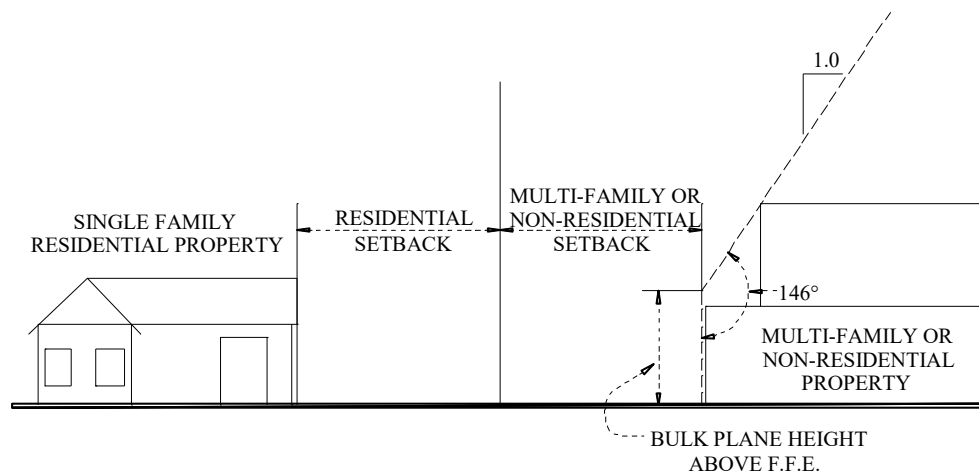 1.0
SINGLE FAMILY
RESIDENTIAL PROPERTY
RESIDENTIAL
SETBACK
MULTI-FAMILY OR
NON-RESIDENTIAL
SETBACK
146°
MULTI-FAMILY OR
NON-RESIDENTIAL
PROPERTY
BULK PLANE HEIGHT
ABOVE F.F.E.